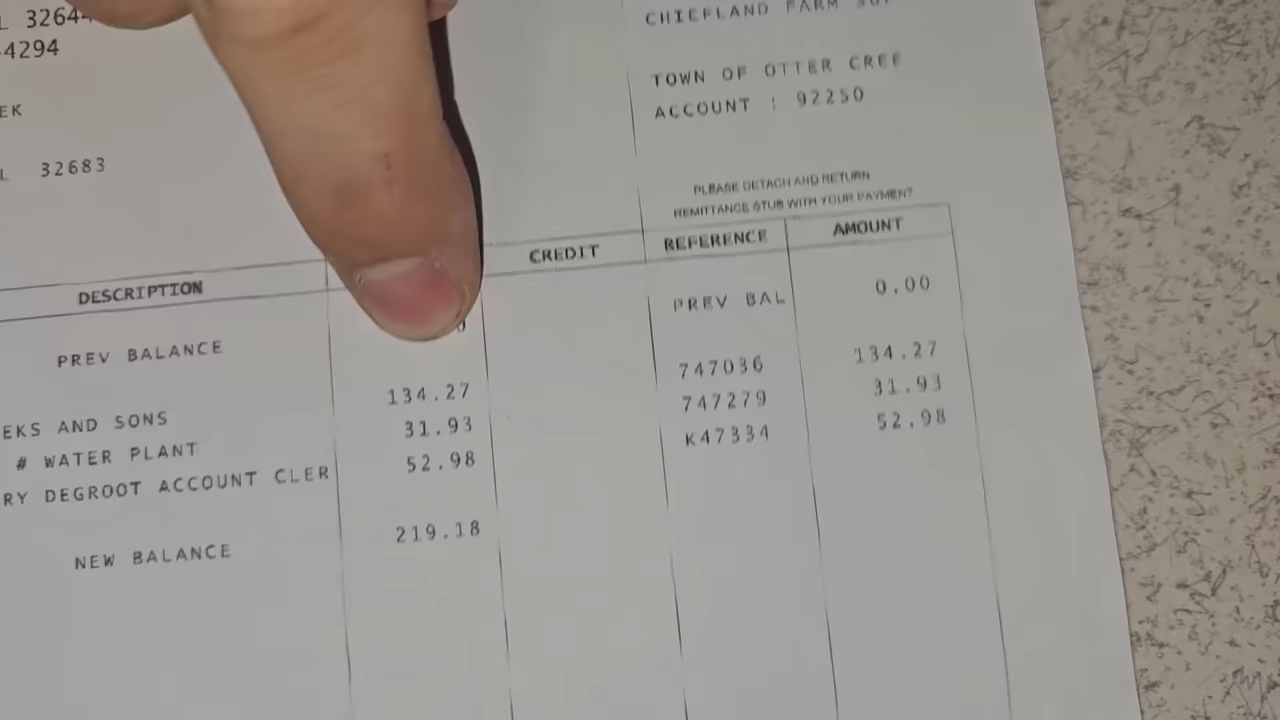 L 3264
-4294
CHIEFLAND FARM
TOWN OF OTTER CREE
ACCOUNT : 92250
EK
L 32683
PLEASE DETACH AND RETURN
REMITTANCE STUB WITH YOUR PAYMENT
DESCRIPTION CREDIT REFERENCE AMOUNT
PREV BALANCE 0 PREV BAL 0.00
EKS AND SONS 134.27 747036 134.27
# WATER PLANT 31.93 747279 31.93
RY DEGROOT ACCOUNT CLER 52.98 K47334 52.98
NEW BALANCE 219.18